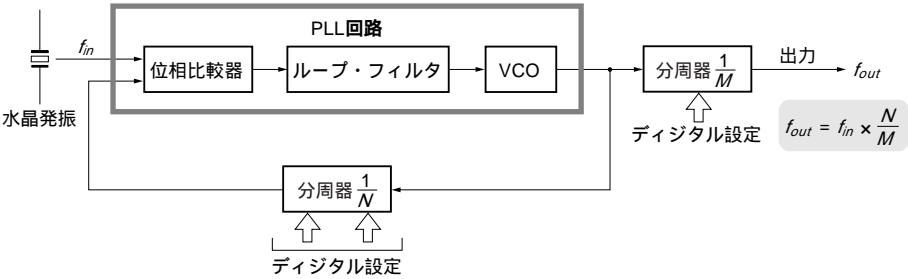 PLL回路
f_in
位相比較器
ループ・フィルタ
VCO
分周器 1/M
出力
f_out
水晶発振
ディジタル設定
f_out = f_in × N/M
分周器 1/N
ディジタル設定